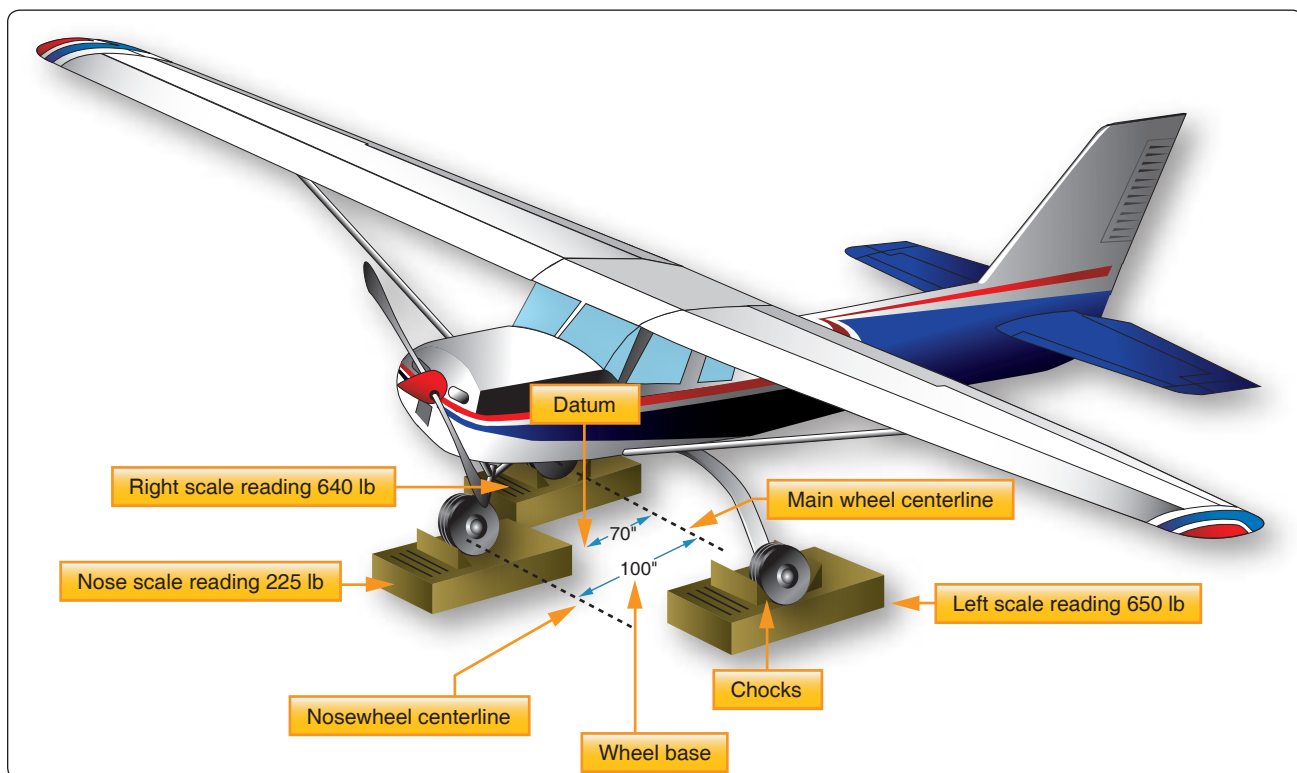 Datum
Right scale reading 640 lb
Main wheel centerline
70"
Nose scale reading 225 lb
100"
Left scale reading 650 lb
Chocks
Nosewheel centerline
Wheel base